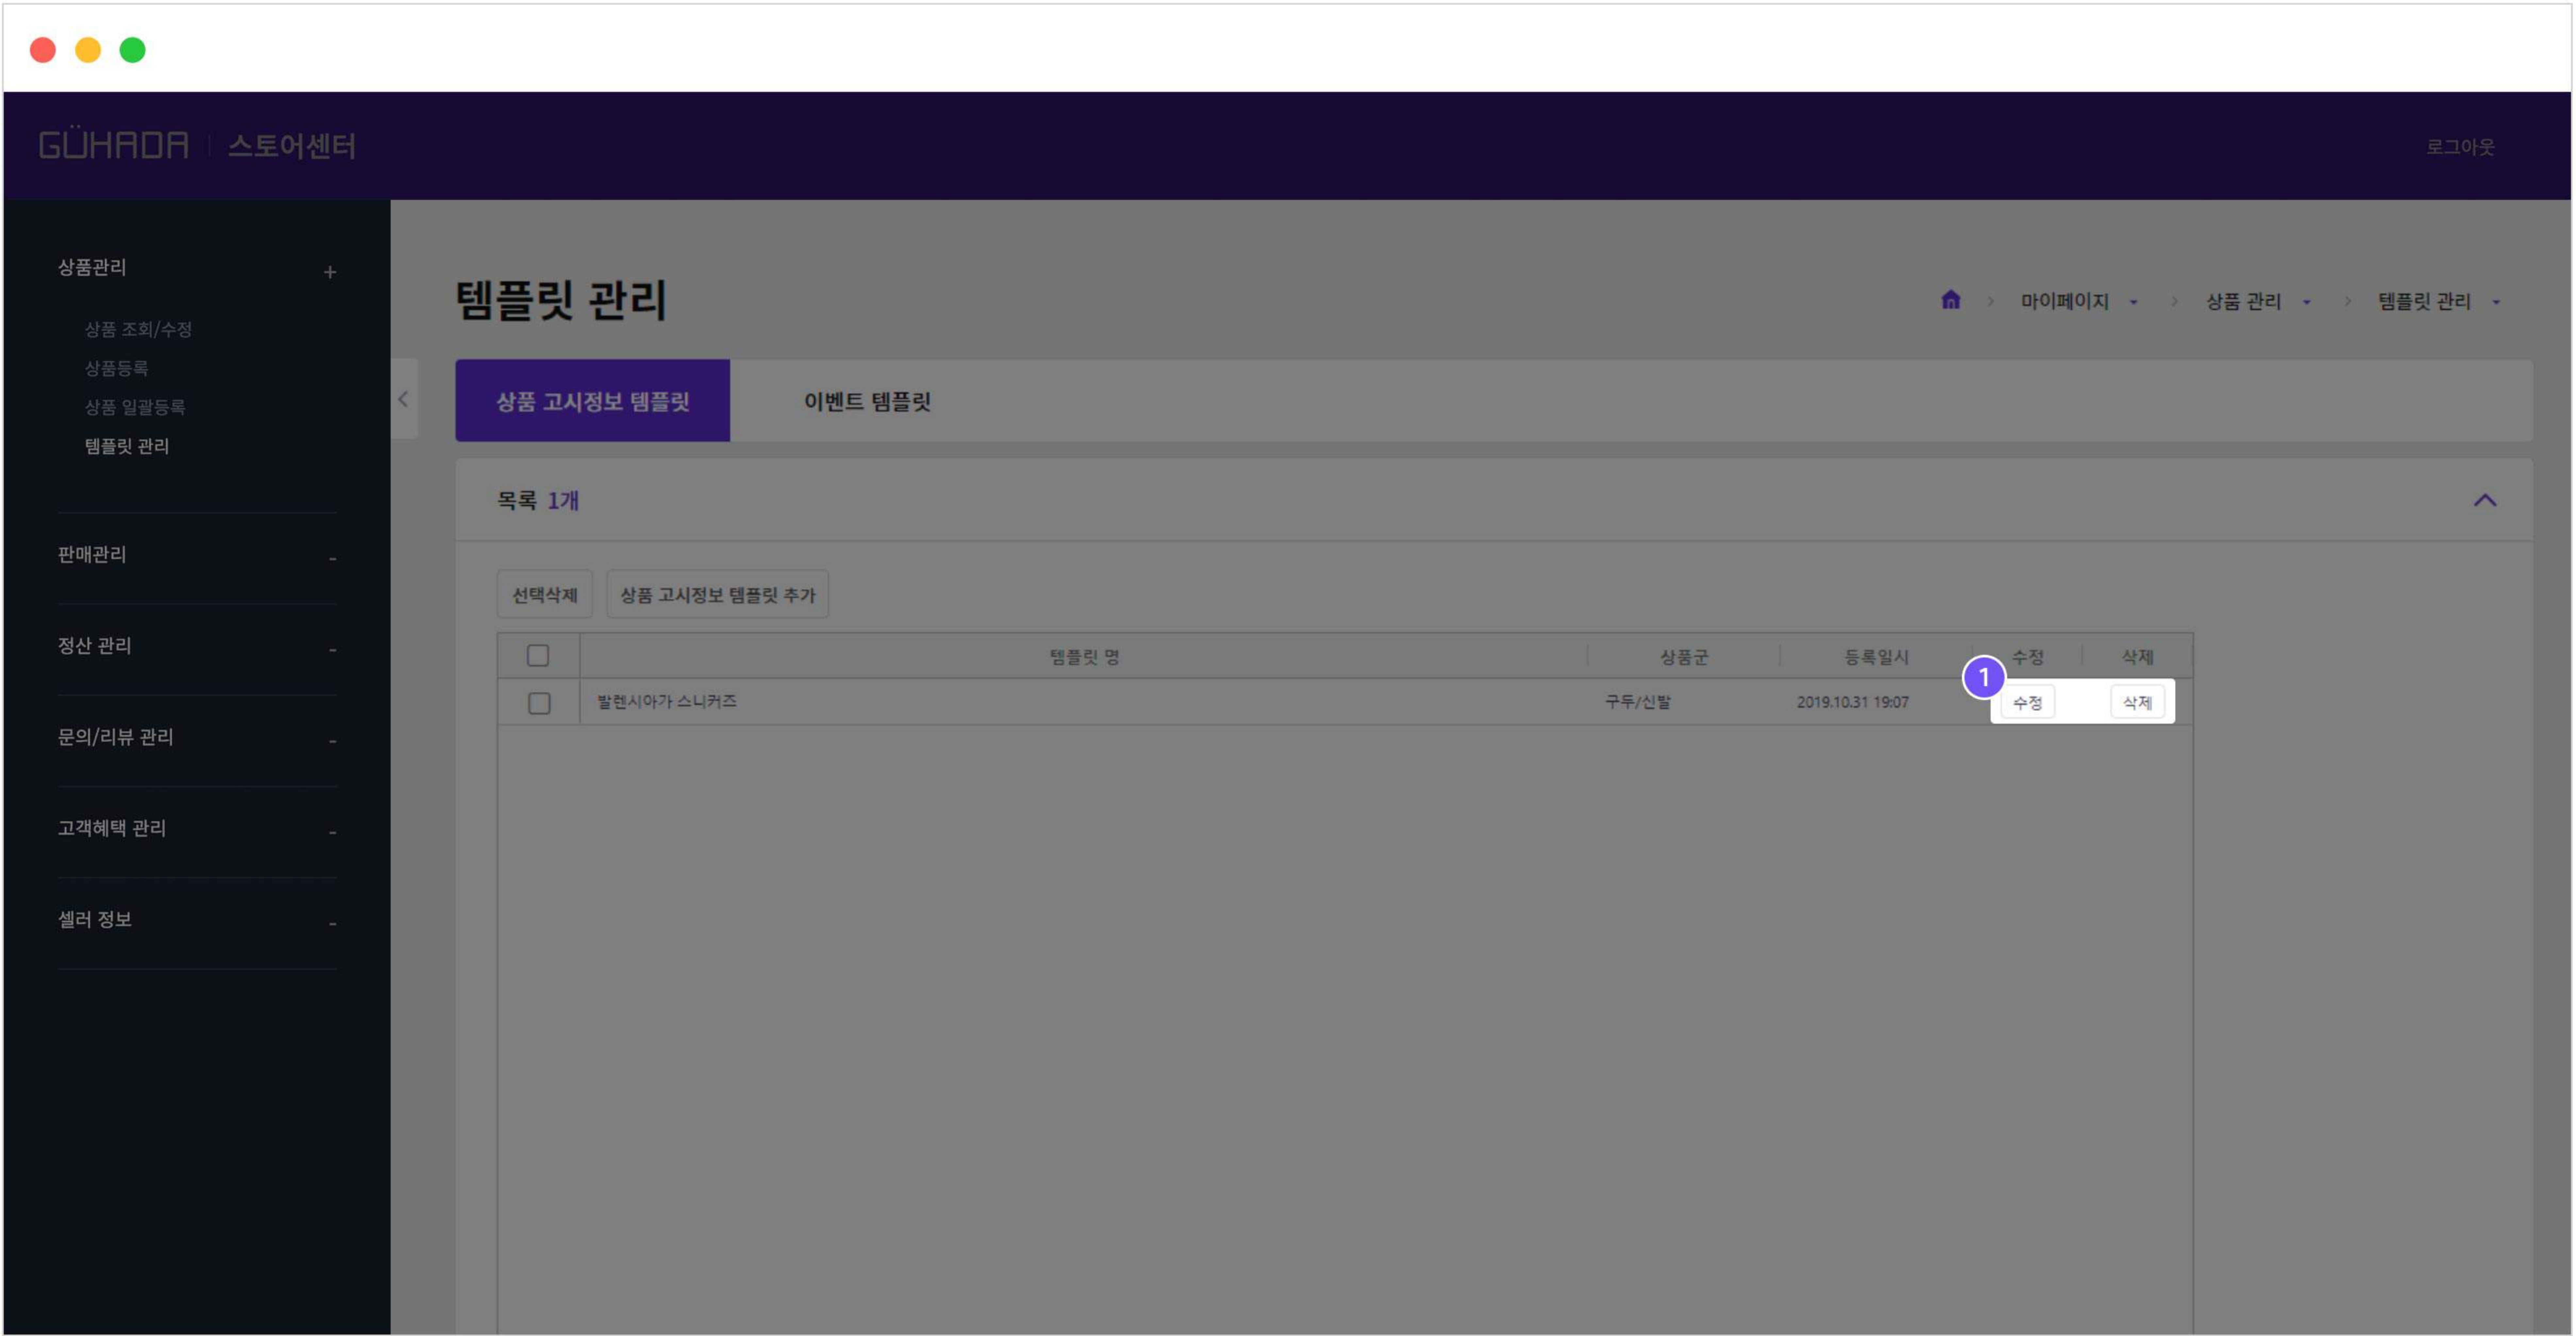 GÜHADA 스토어센터
로그아웃
상품관리 +
상품 조회/수정
상품등록
상품 일괄등록
템플릿 관리
판매관리 -
정산 관리 -
문의/리뷰 관리 -
고객혜택 관리 -
셀러 정보 -
템플릿 관리
마이페이지 > 상품 관리 > 템플릿 관리
상품 고시정보 템플릿 이벤트 템플릿
목록 1개
선택삭제 상품 고시정보 템플릿 추가
템플릿 명 상품군 등록일시 수정 삭제
1
발렌시아가 스니커즈 구두/신발 2019.10.31 19:07 수정 삭제